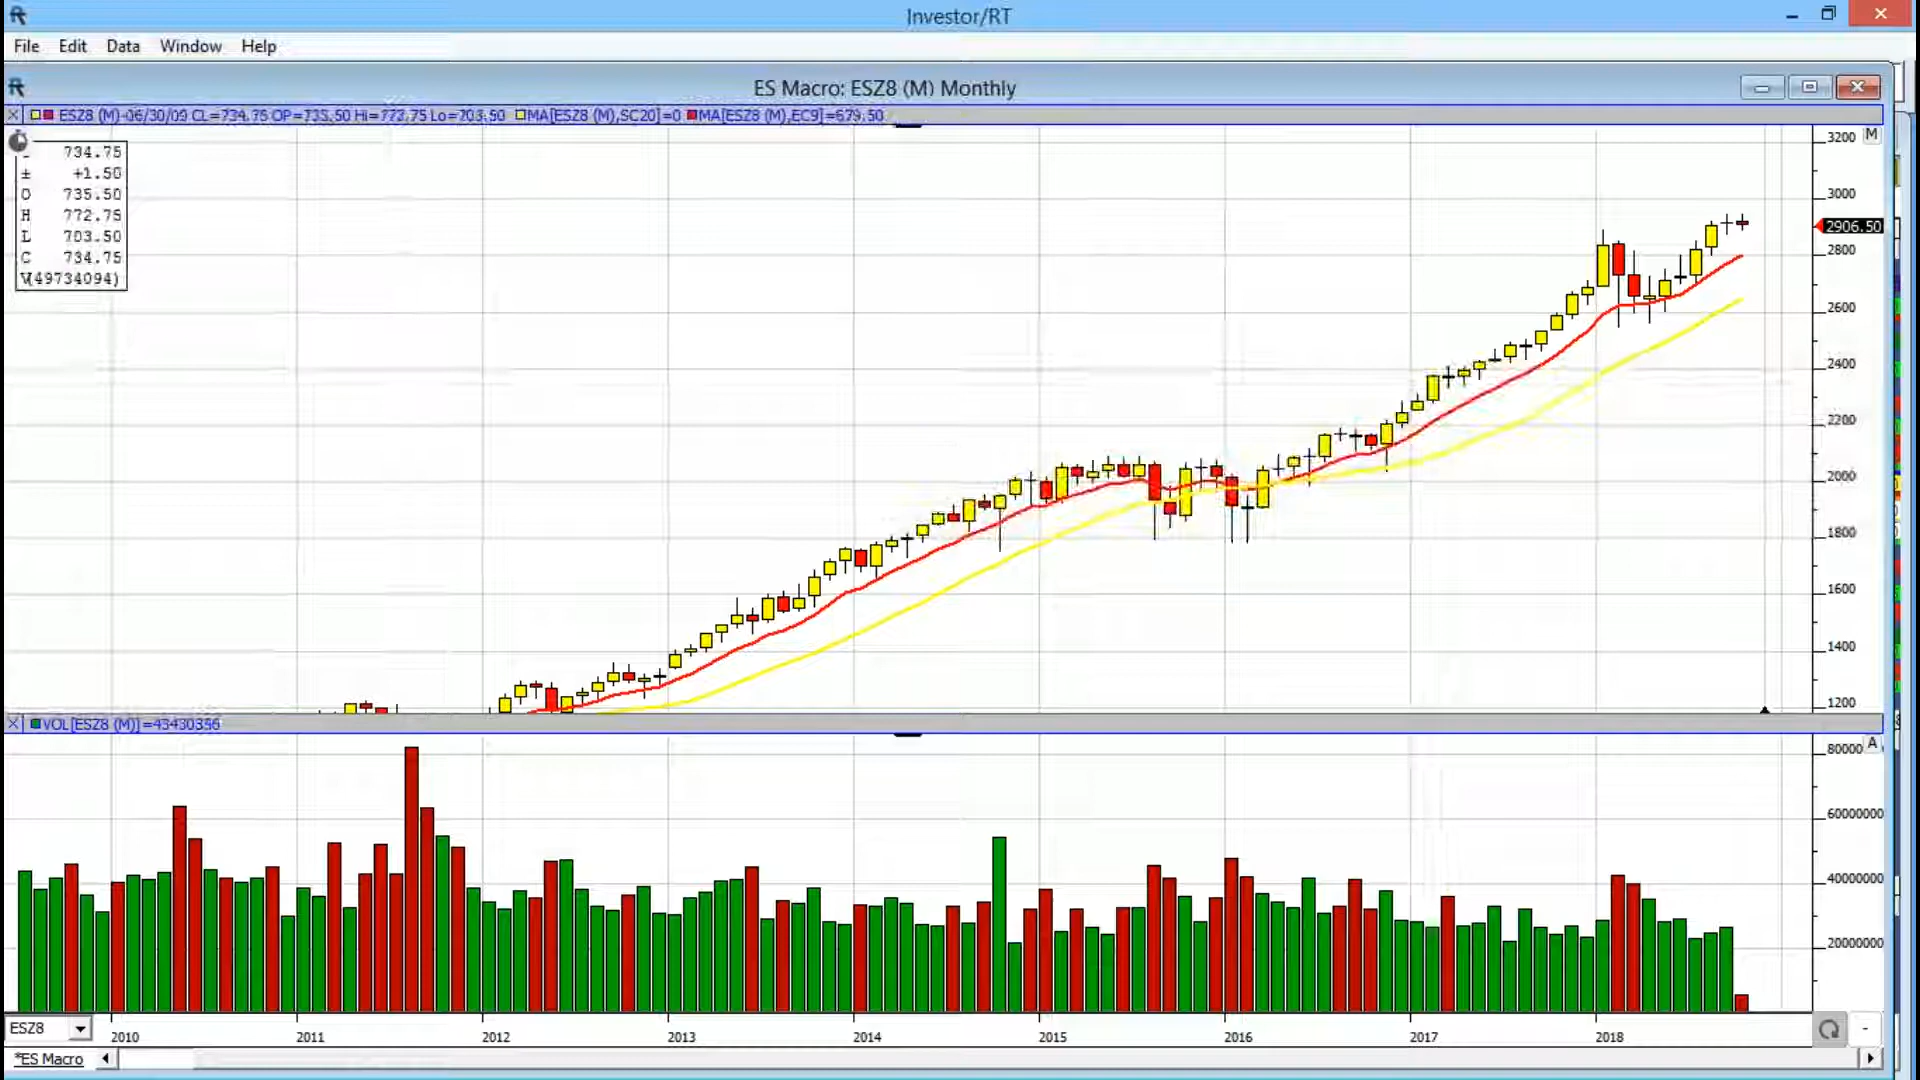 Investor/RT
File Edit Data Window Help
ES Macro: ESZ8 (M) Monthly
ESZ8 (M)-06/30/09 CL=734.75 OP=735.50 Hi=772.75 Lo=703.50 MA[ESZ8 (M),SC20]=0 MA[ESZ8 (M),EC9]=679.50
734.75
± +1.50
O 735.50
H 772.75
L 703.50
C 734.75
V(49734094)
3200 M
3000
2906.50
2800
2600
2400
2200
2000
1800
1600
1400
1200
VOL[ESZ8 (M)]=43430356
80000 A
60000000
40000000
20000000
ESZ8
2010 2011 2012 2013 2014 2015 2016 2017 2018
*ES Macro